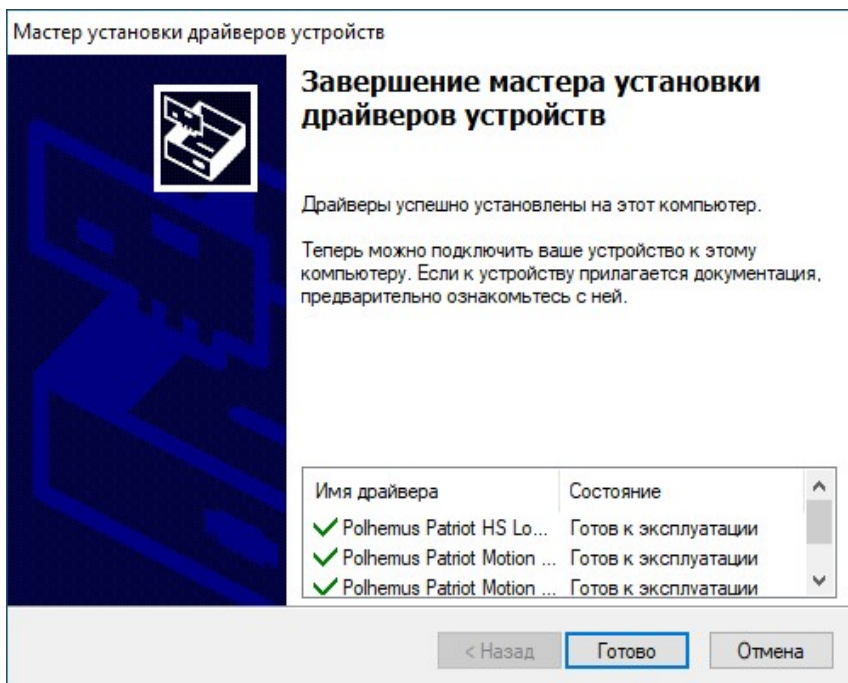 Мастер установки драйверов устройств
Завершение мастера установки
драйверов устройств
Драйверы успешно установлены на этот компьютер.
Теперь можно подключить ваше устройство к этому
компьютеру. Если к устройству прилагается документация,
предварительно ознакомьтесь с ней.
Имя драйвера Состояние
Polhemus Patriot HS Lo... Готов к эксплуатации
Polhemus Patriot Motion ... Готов к эксплуатации
Polhemus Patriot Motion ... Готов к эксплуатации
< Назад Готово Отмена